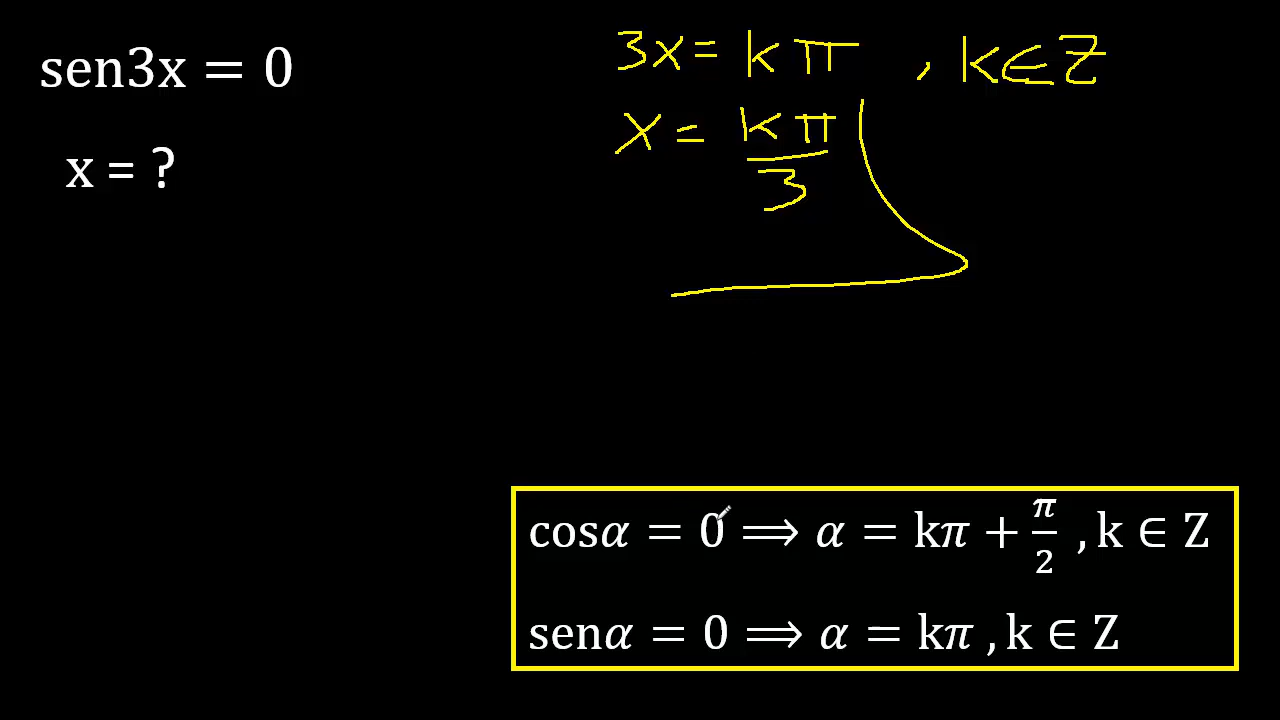 sen3x = 0
x = ?
3x = kπ , k∈Z
x = kπ/3
cosα = 0 ⟹ α = kπ + π/2 , k ∈ Z
senα = 0 ⟹ α = kπ , k ∈ Z